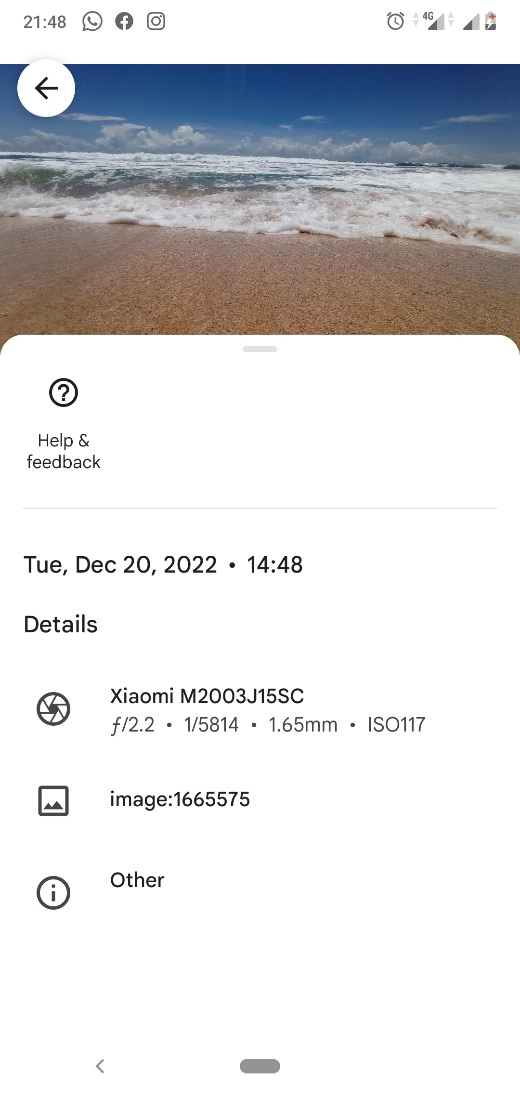 21:48
4G
Help &
feedback
Tue, Dec 20, 2022 • 14:48
Details
Xiaomi M2003J15SC
ƒ/2.2 • 1/5814 • 1.65mm • ISO117
image:1665575
Other